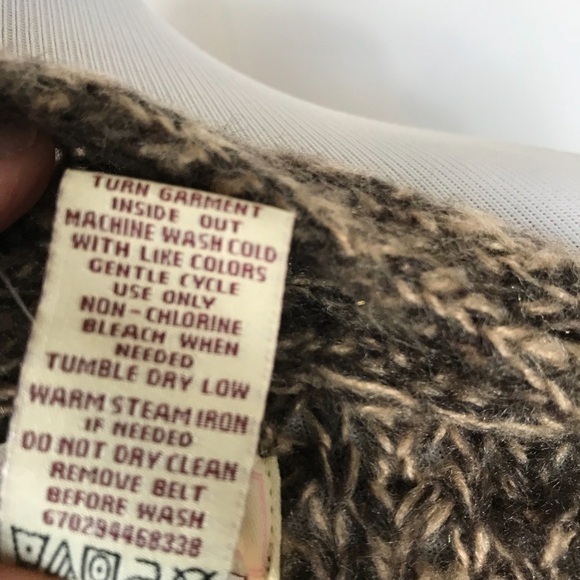 TURN GARMENT
INSIDE OUT
MACHINE WASH COLD
WITH LIKE COLORS
GENTLE CYCLE
USE ONLY
NON-CHLORINE
BLEACH WHEN
NEEDED
TUMBLE DRY LOW
WARM STEAM IRON
IF NEEDED
DO NOT DRY CLEAN
REMOVE BELT
BEFORE WASH
670294468338